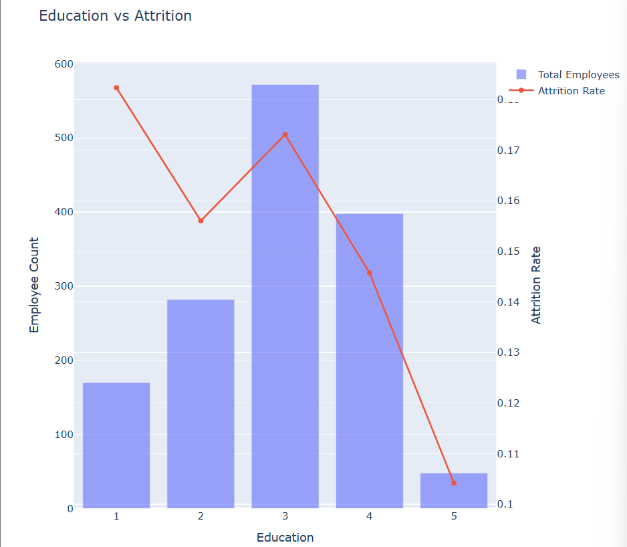 Education vs Attrition
Total Employees
Attrition Rate
600
500
400
300
200
100
0
Employee Count
0.17
0.16
0.15
0.14
0.13
0.12
0.11
0.1
Attrition Rate
1 2 3 4 5
Education